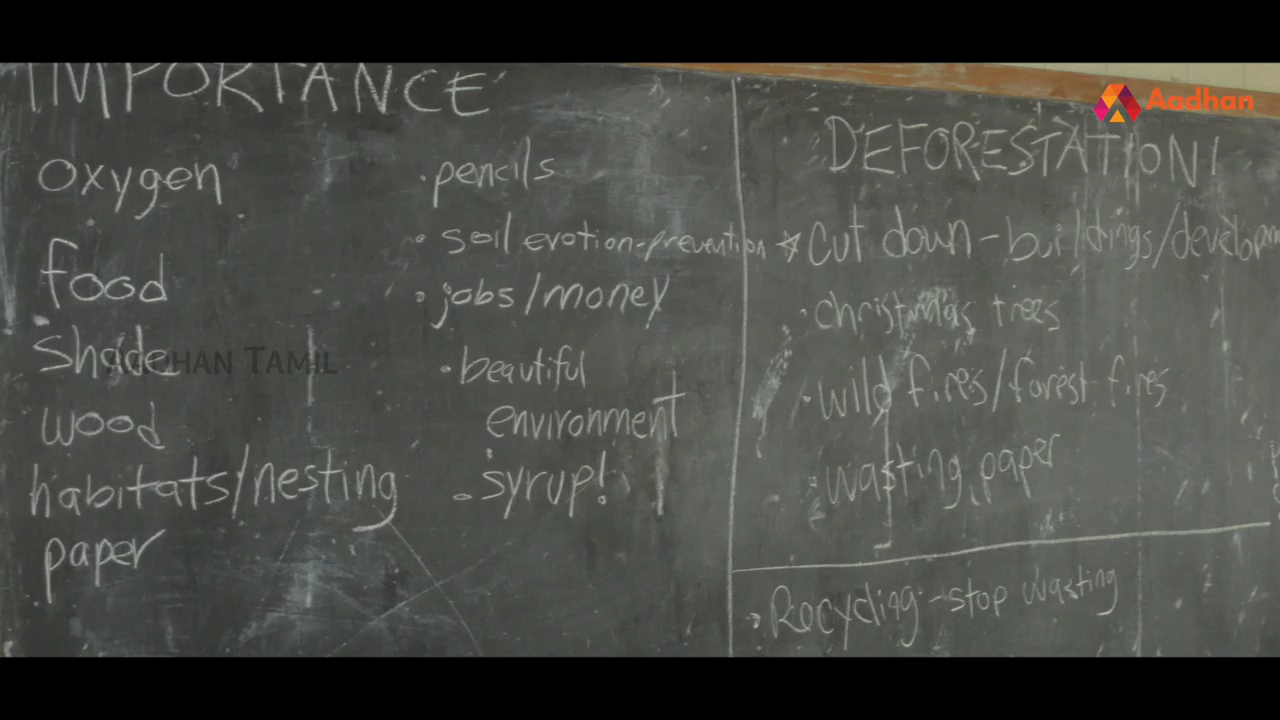 IMPORTANCE
oxygen
food
Shade
wood
habitats/nesting
paper
• pencils
• soil erotion-prevention
• jobs/money
• beautiful
environment
• syrup!
DEFORESTATION!
☆ cut down - buildings/developm
• christmas trees
• wild fires/forest fires
• wasting paper
• Recycling - stop wasting
Aadhan
AADHAN TAMIL